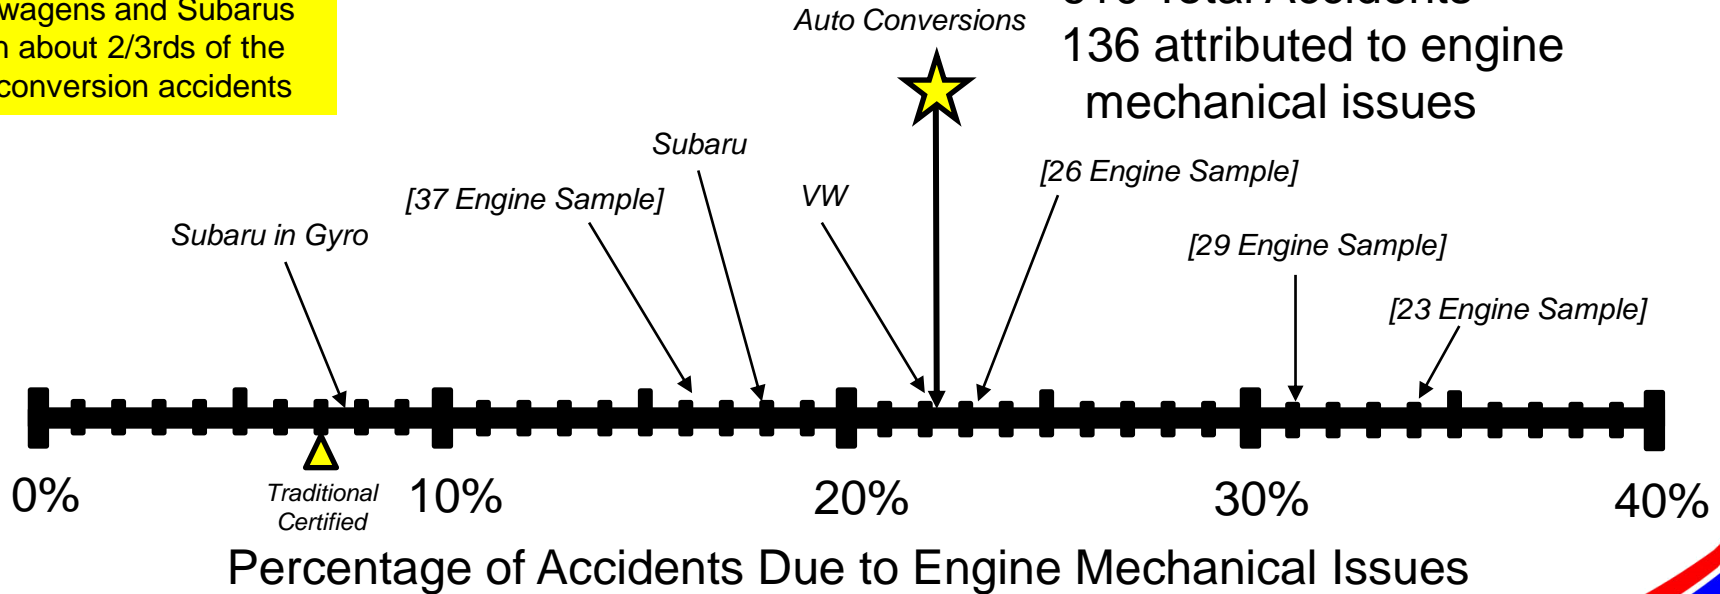 wagens and Subarus
about 2/3rds of the
conversion accidents
Auto Conversions
Total Accidents
136 attributed to engine
mechanical issues
Subaru
[26 Engine Sample]
[37 Engine Sample]
VW
Subaru in Gyro
[29 Engine Sample]
[23 Engine Sample]
0%
10%
20%
30%
40%
Traditional
Certified
Percentage of Accidents Due to Engine Mechanical Issues